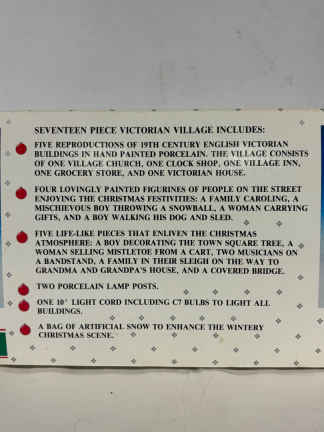 SEVENTEEN PIECE VICTORIAN VILLAGE INCLUDES:
FIVE REPRODUCTIONS OF 19TH CENTURY ENGLISH VICTORIAN
BUILDINGS IN HAND PAINTED PORCELAIN. THE VILLAGE CONSISTS
OF ONE VILLAGE CHURCH, ONE CLOCK SHOP, ONE VILLAGE INN,
ONE GROCERY STORE, AND ONE VICTORIAN HOUSE.
FOUR LOVINGLY PAINTED FIGURINES OF PEOPLE ON THE STREET
ENJOYING THE CHRISTMAS FESTIVITIES: A FAMILY CAROLING, A
MISCHIEVOUS BOY THROWING A SNOWBALL, A WOMAN CARRYING
GIFTS, AND A BOY WALKING HIS DOG AND SLED.
FIVE LIFE-LIKE PIECES THAT ENLIVEN THE CHRISTMAS
ATMOSPHERE: A BOY DECORATING THE TOWN SQUARE TREE, A
WOMAN SELLING MISTLETOE FROM A CART, TWO MUSICIANS ON
A BANDSTAND, A FAMILY IN THEIR SLEIGH ON THE WAY TO
GRANDMA AND GRANDPA'S HOUSE, AND A COVERED BRIDGE.
TWO PORCELAIN LAMP POSTS.
ONE 10' LIGHT CORD INCLUDING C7 BULBS TO LIGHT ALL
BUILDINGS.
A BAG OF ARTIFICIAL SNOW TO ENHANCE THE WINTERY
CHRISTMAS SCENE.